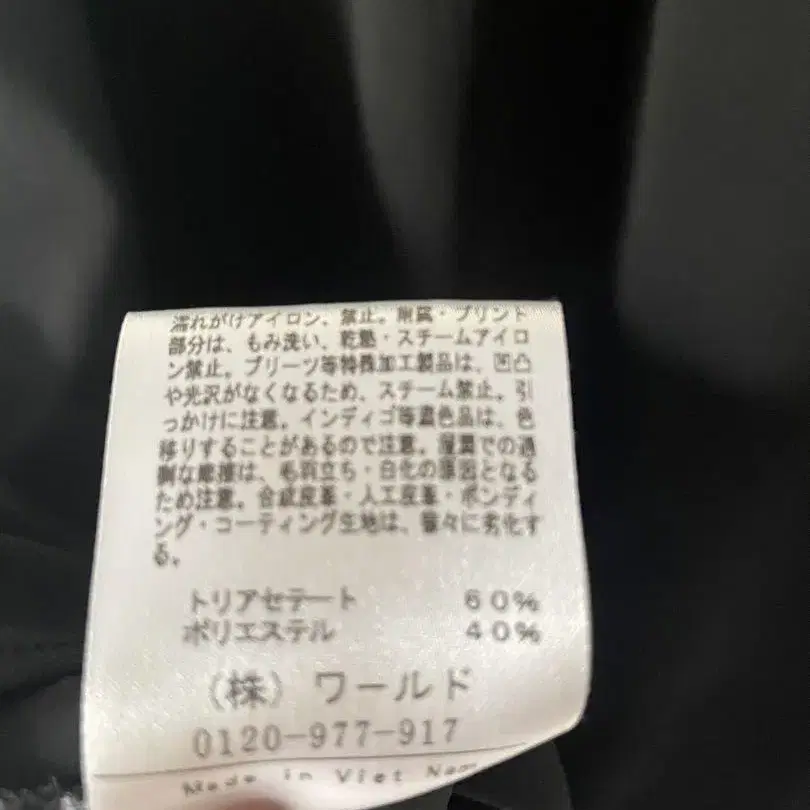 濡れがけアイロン、禁止。刺繍・プリント
部分は、もみ洗い、乾燥・スチームアイロ
ン禁止。プリーツ等特殊加工製品は、凹凸
や光沢がなくなるため、スチーム禁止。引
っかけに注意。インディゴ等濃色品は、色
移りすることがあるので注意。湿潤での過
剰な摩擦は、毛羽立ち・白化の原因となる
ため注意。合成皮革・人工皮革・ボンディ
ング・コーティング生地は、徐々に劣化す
る。
トリアセテート 60%
ポリエステル 40%
(株) ワールド
0120-977-917
Made in Viet Nam